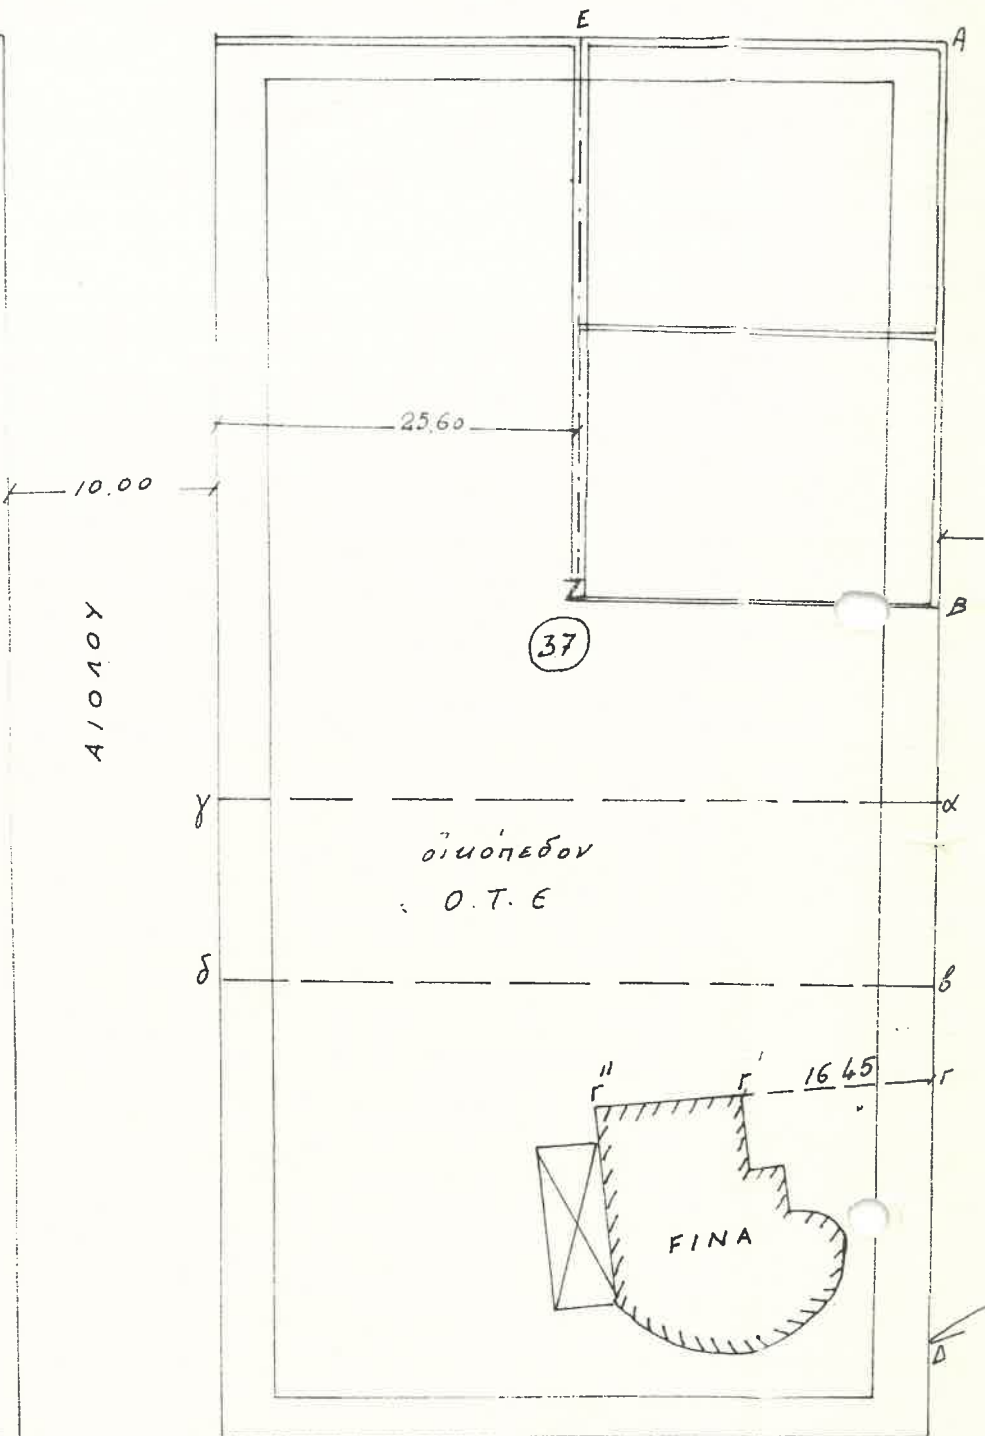 E
A
25.60
10.00
Z
B
37
ΑΙΟΛΟΥ
γ
α
οἰκόπεδον
Ο.Τ.Ε
δ
β
Γ''
Γ'
16 45
Γ
FINA
Δ